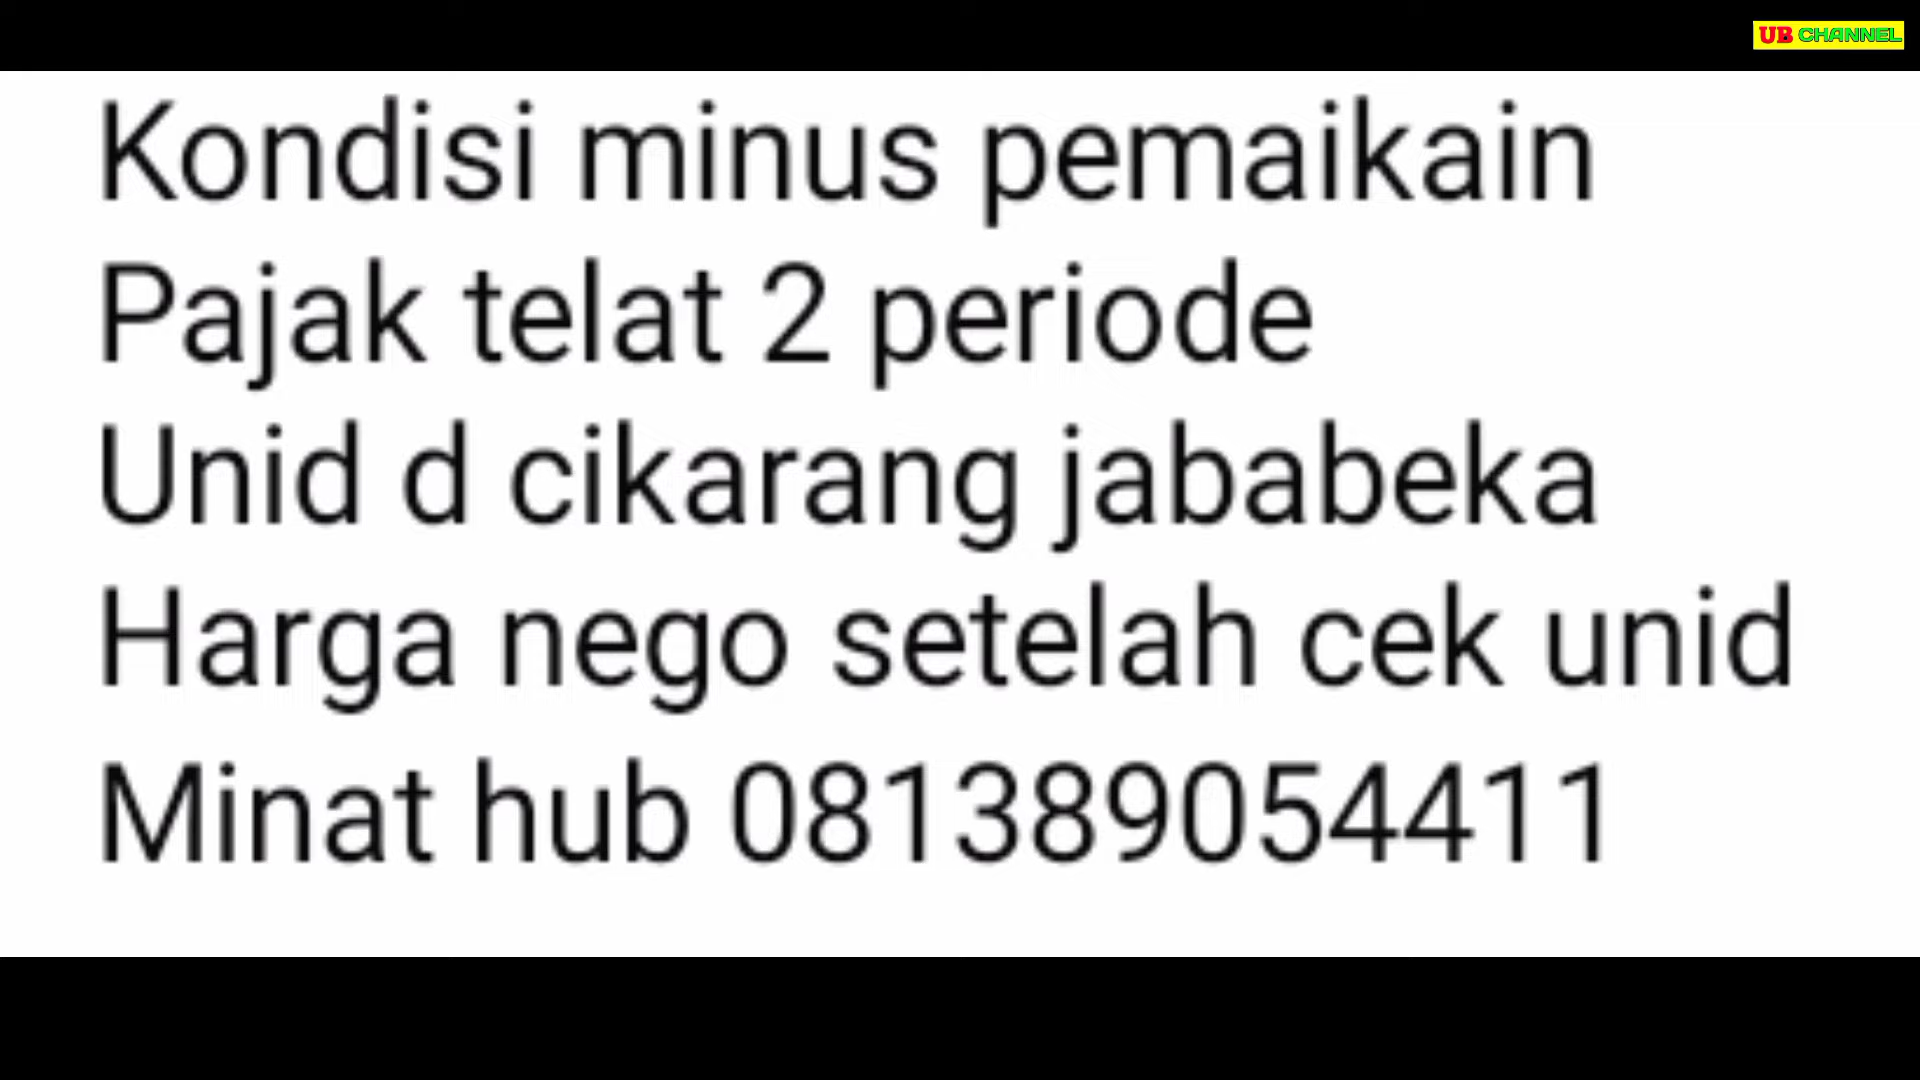 UB CHANNEL
Kondisi minus pemaikain
Pajak telat 2 periode
Unid d cikarang jababeka
Harga nego setelah cek unid
Minat hub 081389054411